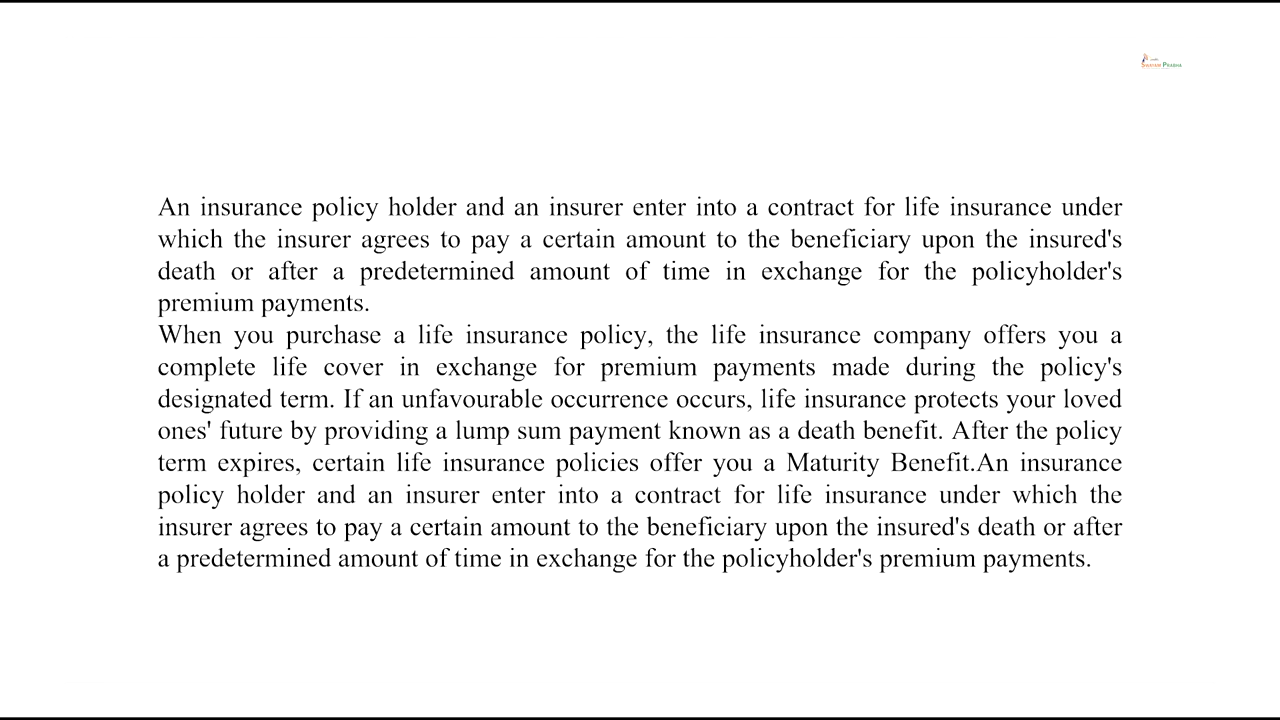 SWAYAM PRABHA
An insurance policy holder and an insurer enter into a contract for life insurance under
which the insurer agrees to pay a certain amount to the beneficiary upon the insured's
death or after a predetermined amount of time in exchange for the policyholder's
premium payments.
When you purchase a life insurance policy, the life insurance company offers you a
complete life cover in exchange for premium payments made during the policy's
designated term. If an unfavourable occurrence occurs, life insurance protects your loved
ones' future by providing a lump sum payment known as a death benefit. After the policy
term expires, certain life insurance policies offer you a Maturity Benefit.An insurance
policy holder and an insurer enter into a contract for life insurance under which the
insurer agrees to pay a certain amount to the beneficiary upon the insured's death or after
a predetermined amount of time in exchange for the policyholder's premium payments.